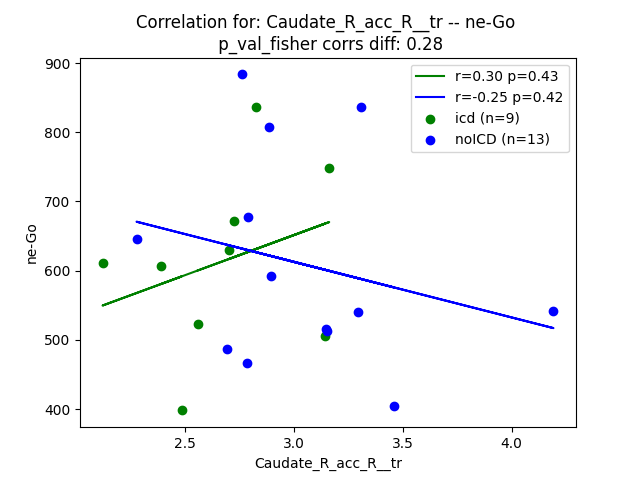 Correlation for: Caudate_R_acc_R__tr -- ne-Go
p_val_fisher corrs diff: 0.28
900
800
700
600
500
400
ne-Go
r=0.30 p=0.43
r=-0.25 p=0.42
icd (n=9)
noICD (n=13)
2.5 3.0 3.5 4.0
Caudate_R_acc_R__tr